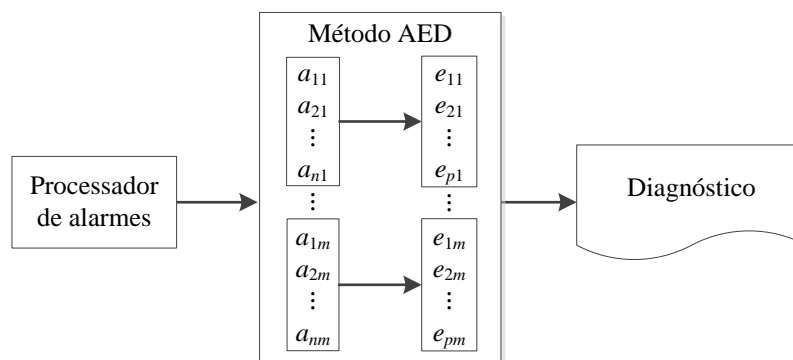 Método AED
a11
a21
⋮
an1
⋮
a1m
a2m
⋮
anm
e11
e21
⋮
ep1
⋮
e1m
e2m
⋮
epm
Processador
de alarmes
Diagnóstico